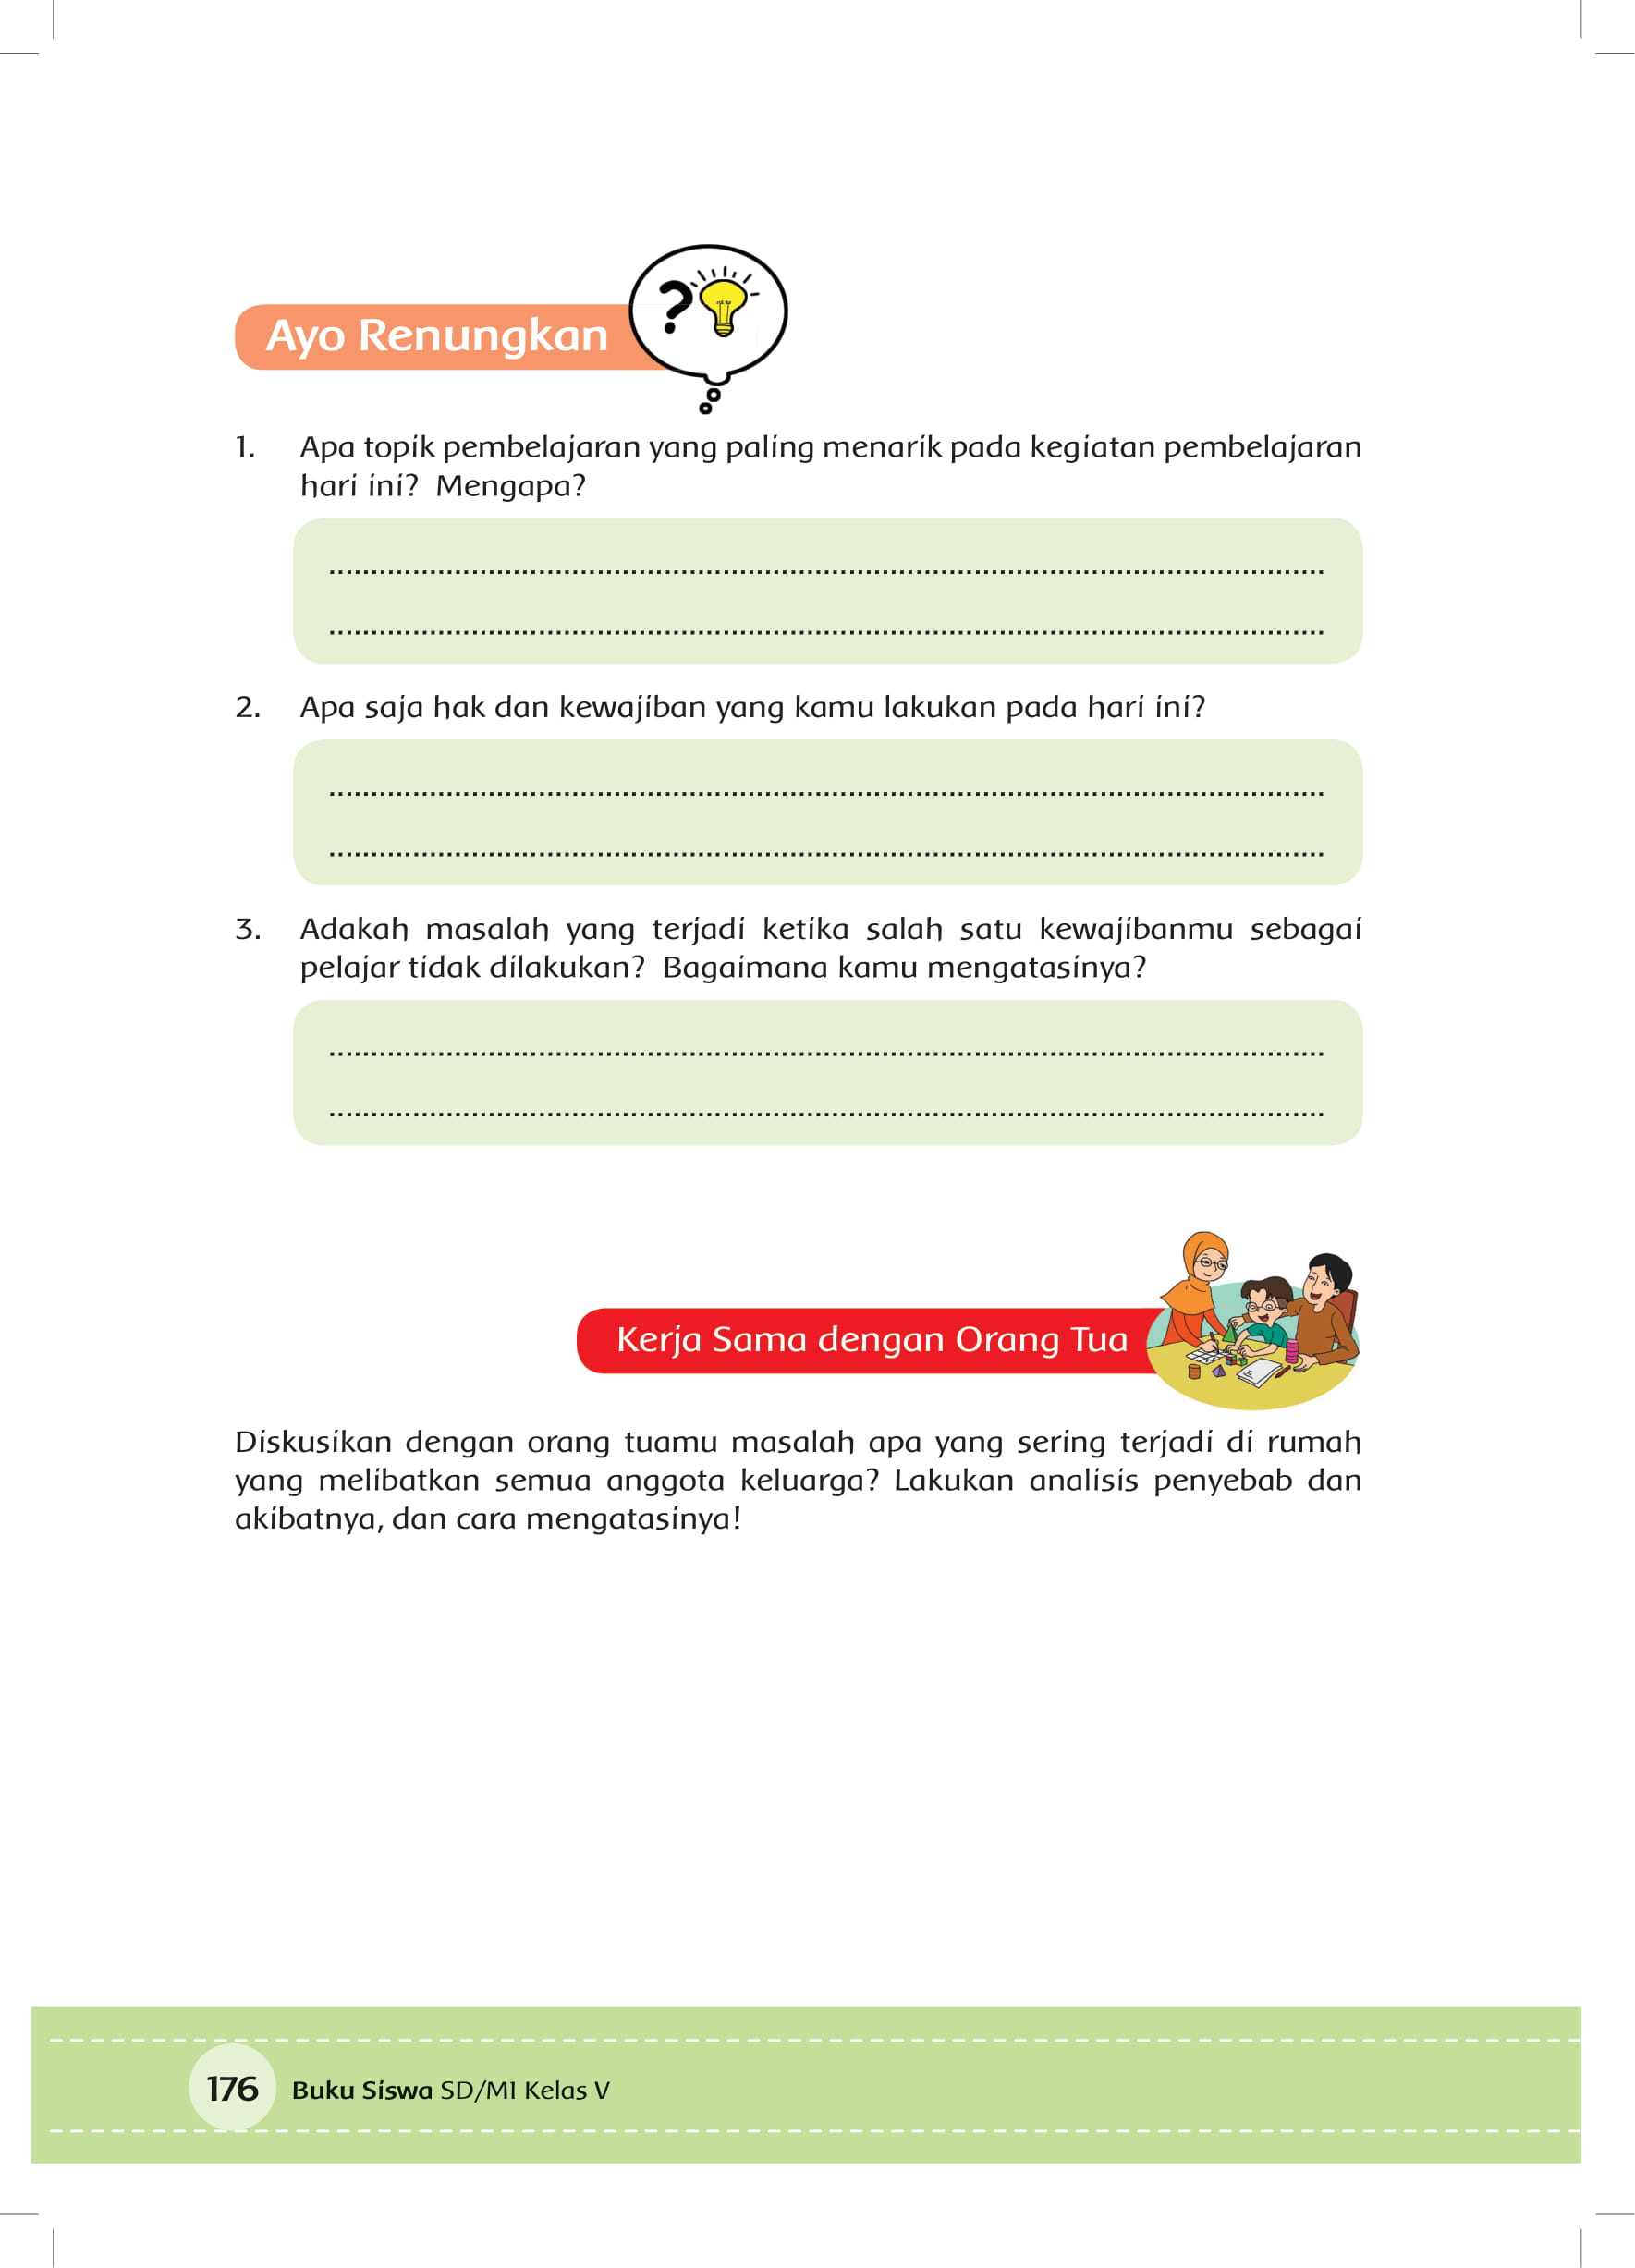 Ayo Renungkan
1. Apa topik pembelajaran yang paling menarik pada kegiatan pembelajaran
hari ini? Mengapa?
2. Apa saja hak dan kewajiban yang kamu lakukan pada hari ini?
3. Adakah masalah yang terjadi ketika salah satu kewajibanmu sebagai
pelajar tidak dilakukan? Bagaimana kamu mengatasinya?
Kerja Sama dengan Orang Tua
Diskusikan dengan orang tuamu masalah apa yang sering terjadi di rumah
yang melibatkan semua anggota keluarga? Lakukan analisis penyebab dan
akibatnya, dan cara mengatasinya!
176 Buku Siswa SD/MI Kelas V